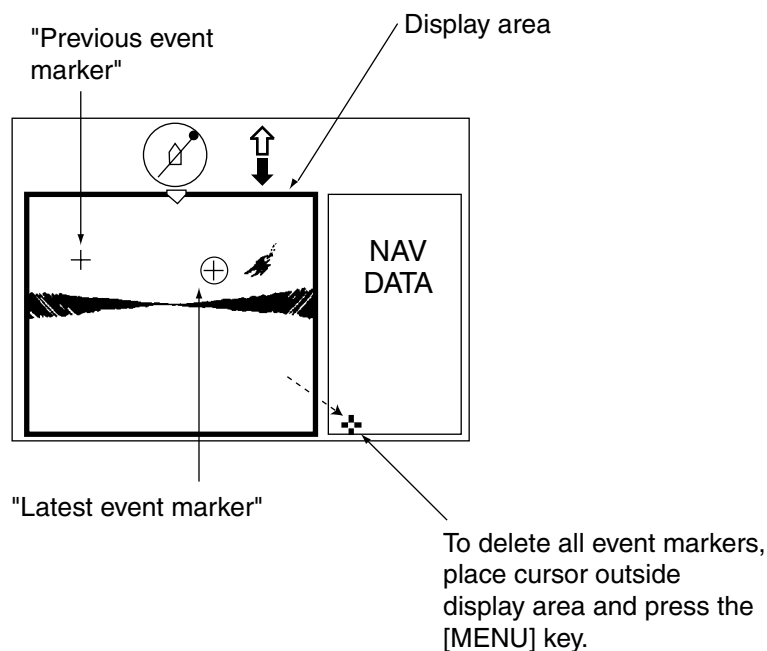 "Previous event
marker"
Display area
NAV
DATA
"Latest event marker"
To delete all event markers,
place cursor outside
display area and press the
[MENU] key.